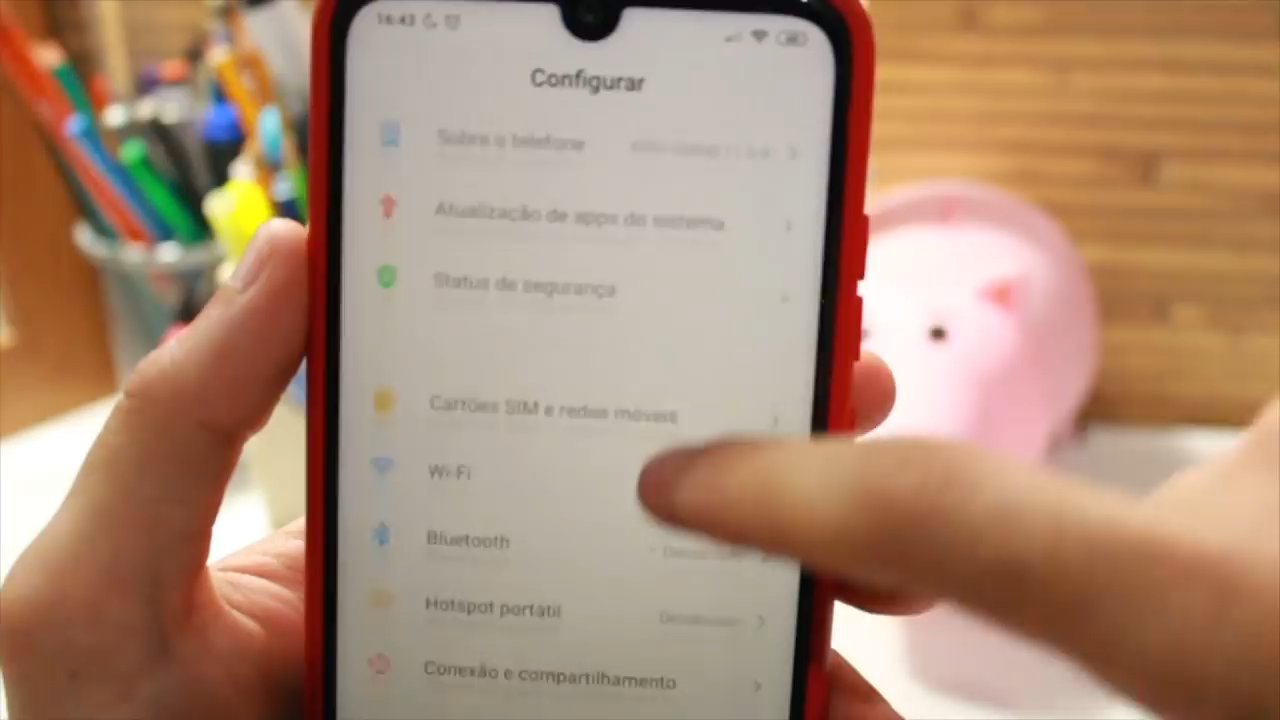 16:43
Configurar
Sobre o telefone
Atualização de apps do sistema
Status de segurança
Cartões SIM e redes móveis
Wi-Fi
Bluetooth
Hotspot portátil
Conexão e compartilhamento